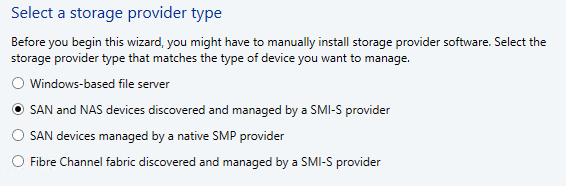 Select a storage provider type
Before you begin this wizard, you might have to manually install storage provider software. Select the
storage provider type that matches the type of device you want to manage.
Windows-based file server
SAN and NAS devices discovered and managed by a SMI-S provider
SAN devices managed by a native SMP provider
Fibre Channel fabric discovered and managed by a SMI-S provider